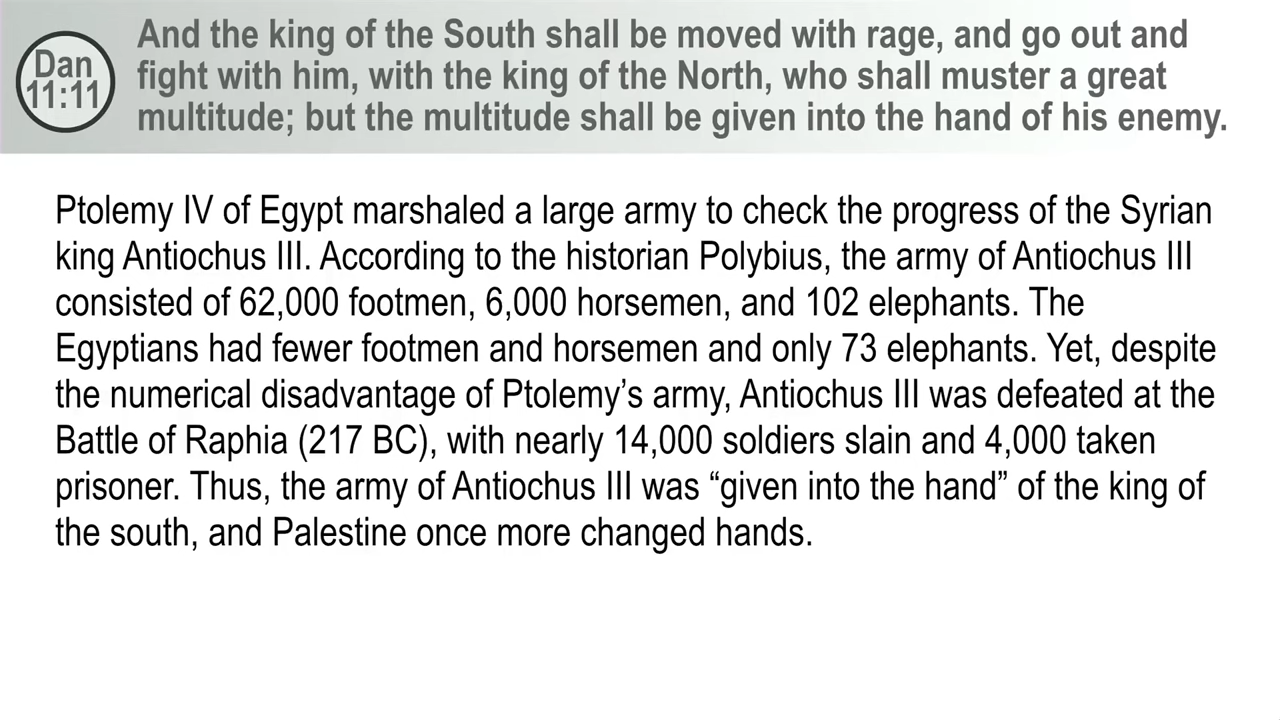 Dan
11:11
And the king of the South shall be moved with rage, and go out and
fight with him, with the king of the North, who shall muster a great
multitude; but the multitude shall be given into the hand of his enemy.
Ptolemy IV of Egypt marshaled a large army to check the progress of the Syrian
king Antiochus III. According to the historian Polybius, the army of Antiochus III
consisted of 62,000 footmen, 6,000 horsemen, and 102 elephants. The
Egyptians had fewer footmen and horsemen and only 73 elephants. Yet, despite
the numerical disadvantage of Ptolemy’s army, Antiochus III was defeated at the
Battle of Raphia (217 BC), with nearly 14,000 soldiers slain and 4,000 taken
prisoner. Thus, the army of Antiochus III was “given into the hand” of the king of
the south, and Palestine once more changed hands.